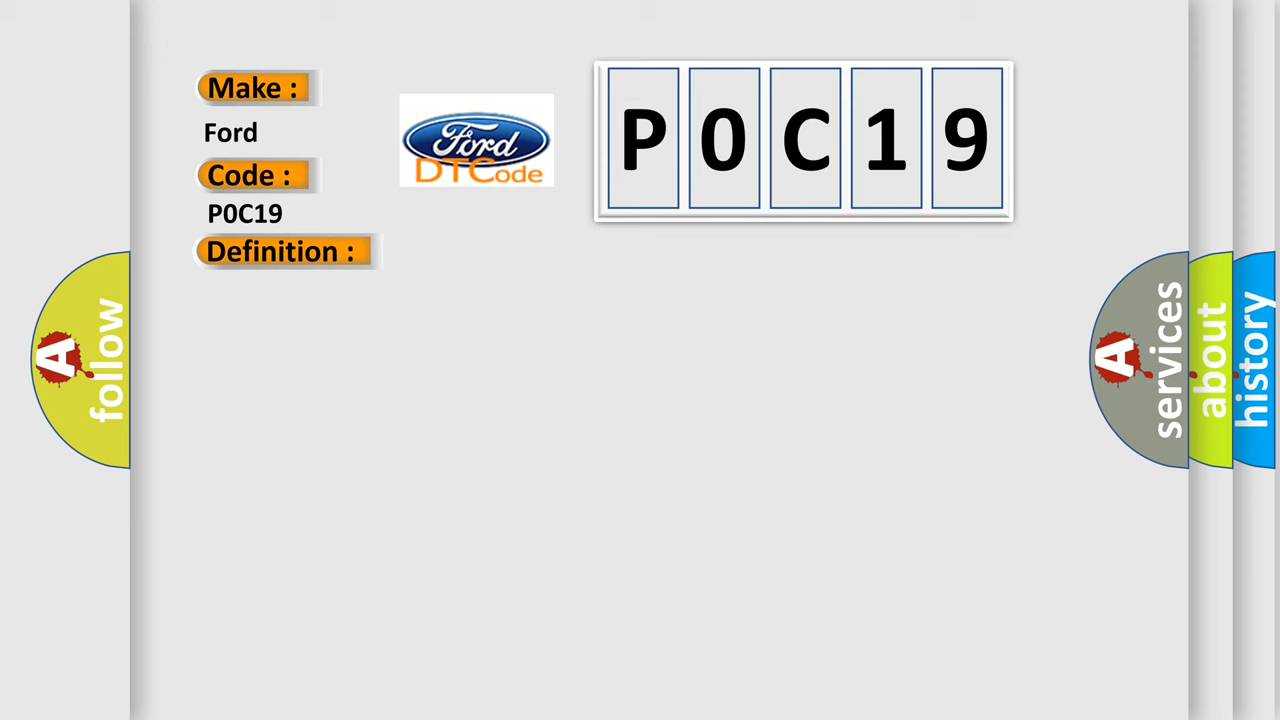 Make :
Ford
Code :
P0C19
Definition :
Ford
DTCode
P 0 C 1 9
A follow
A services
about
history